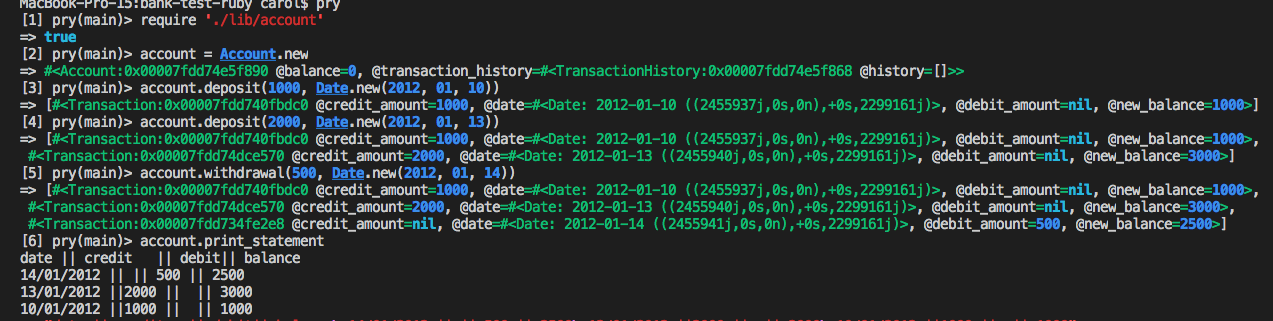 MacBook-Pro-15:bank-test-ruby carol$ pry
[1] pry(main)> require './lib/account'
=> true
[2] pry(main)> account = Account.new
=> #<Account:0x00007fdd74e5f890 @balance=0, @transaction_history=#<TransactionHistory:0x00007fdd74e5f868 @history=[]>>
[3] pry(main)> account.deposit(1000, Date.new(2012, 01, 10))
=> [#<Transaction:0x00007fdd740fbdc0 @credit_amount=1000, @date=#<Date: 2012-01-10 ((2455937j,0s,0n),+0s,2299161j)>, @debit_amount=nil, @new_balance=1000>]
[4] pry(main)> account.deposit(2000, Date.new(2012, 01, 13))
=> [#<Transaction:0x00007fdd740fbdc0 @credit_amount=1000, @date=#<Date: 2012-01-10 ((2455937j,0s,0n),+0s,2299161j)>, @debit_amount=nil, @new_balance=1000>,
#<Transaction:0x00007fdd74dce570 @credit_amount=2000, @date=#<Date: 2012-01-13 ((2455940j,0s,0n),+0s,2299161j)>, @debit_amount=nil, @new_balance=3000>]
[5] pry(main)> account.withdrawal(500, Date.new(2012, 01, 14))
=> [#<Transaction:0x00007fdd740fbdc0 @credit_amount=1000, @date=#<Date: 2012-01-10 ((2455937j,0s,0n),+0s,2299161j)>, @debit_amount=nil, @new_balance=1000>,
#<Transaction:0x00007fdd74dce570 @credit_amount=2000, @date=#<Date: 2012-01-13 ((2455940j,0s,0n),+0s,2299161j)>, @debit_amount=nil, @new_balance=3000>,
#<Transaction:0x00007fdd734fe2e8 @credit_amount=nil, @date=#<Date: 2012-01-14 ((2455941j,0s,0n),+0s,2299161j)>, @debit_amount=500, @new_balance=2500>]
[6] pry(main)> account.print_statement
date || credit   || debit|| balance
14/01/2012 || || 500 || 2500
13/01/2012 ||2000 ||  || 3000
10/01/2012 ||1000 ||  || 1000